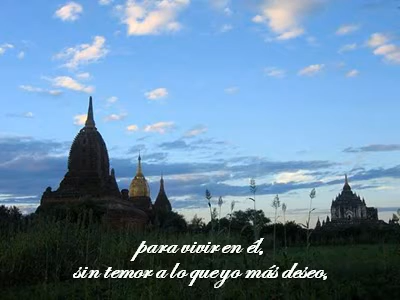 para vivir en él,
sin temor a lo que yo más deseo,